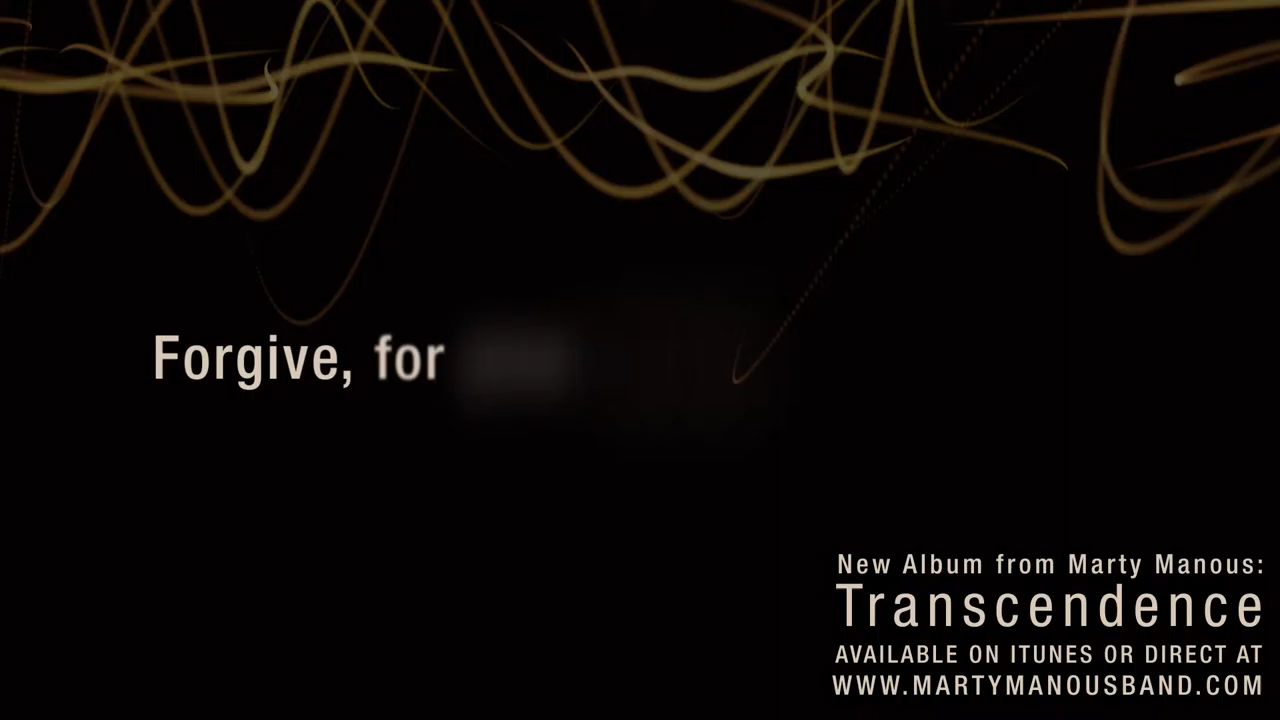 Forgive, for
New Album from Marty Manous:
Transcendence
AVAILABLE ON ITUNES OR DIRECT AT
WWW.MARTYMANOUSBAND.COM